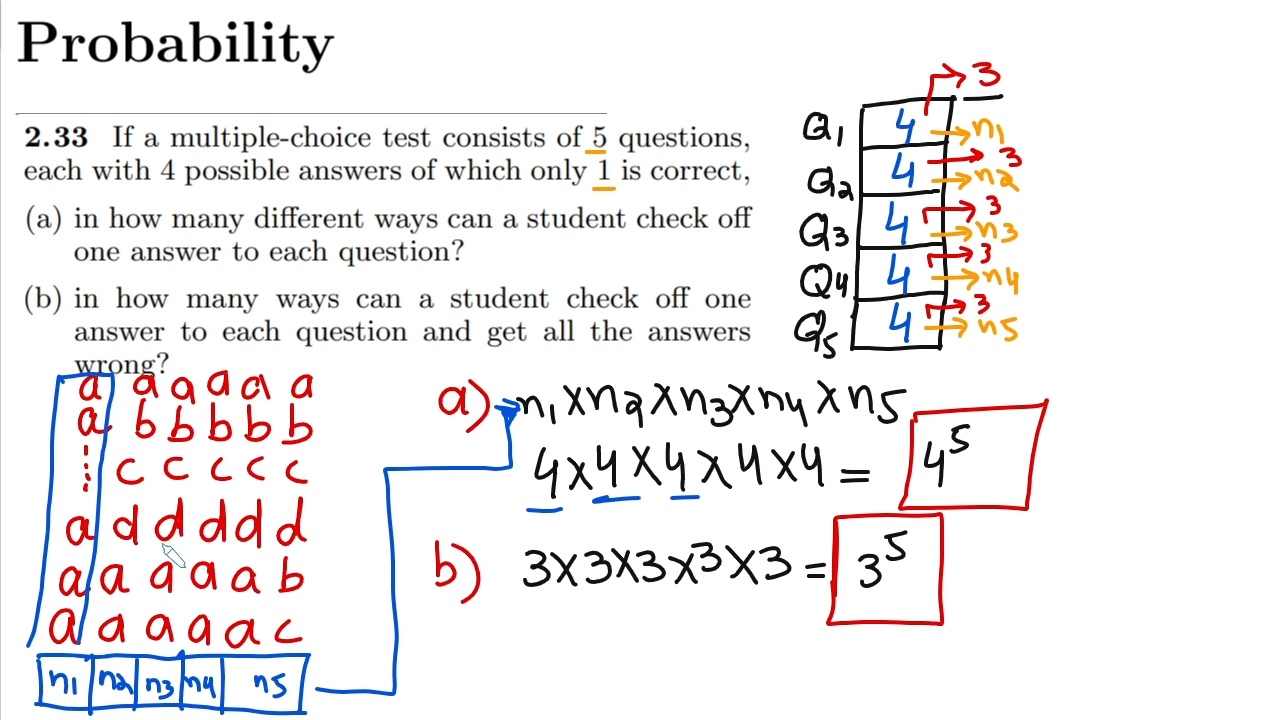 Probability
2.33 If a multiple-choice test consists of 5 questions,
each with 4 possible answers of which only 1 is correct,
(a) in how many different ways can a student check off
one answer to each question?
(b) in how many ways can a student check off one
answer to each question and get all the answers
wrong?
3
Q1 4 → n1
3
Q2 4 → n2
3
Q3 4 → n3
3
Q4 4 → n4
3
Q5 4 → n5
a a a a a a
a b b b b b
⋮ c c c c c
a d d d d d
a a a a a b
a a a a a c
n1 n2 n3 n4 n5
a) n1 × n2 × n3 × n4 × n5
4 × 4 × 4 × 4 × 4 = 4^5
b) 3 × 3 × 3 × 3 × 3 = 3^5